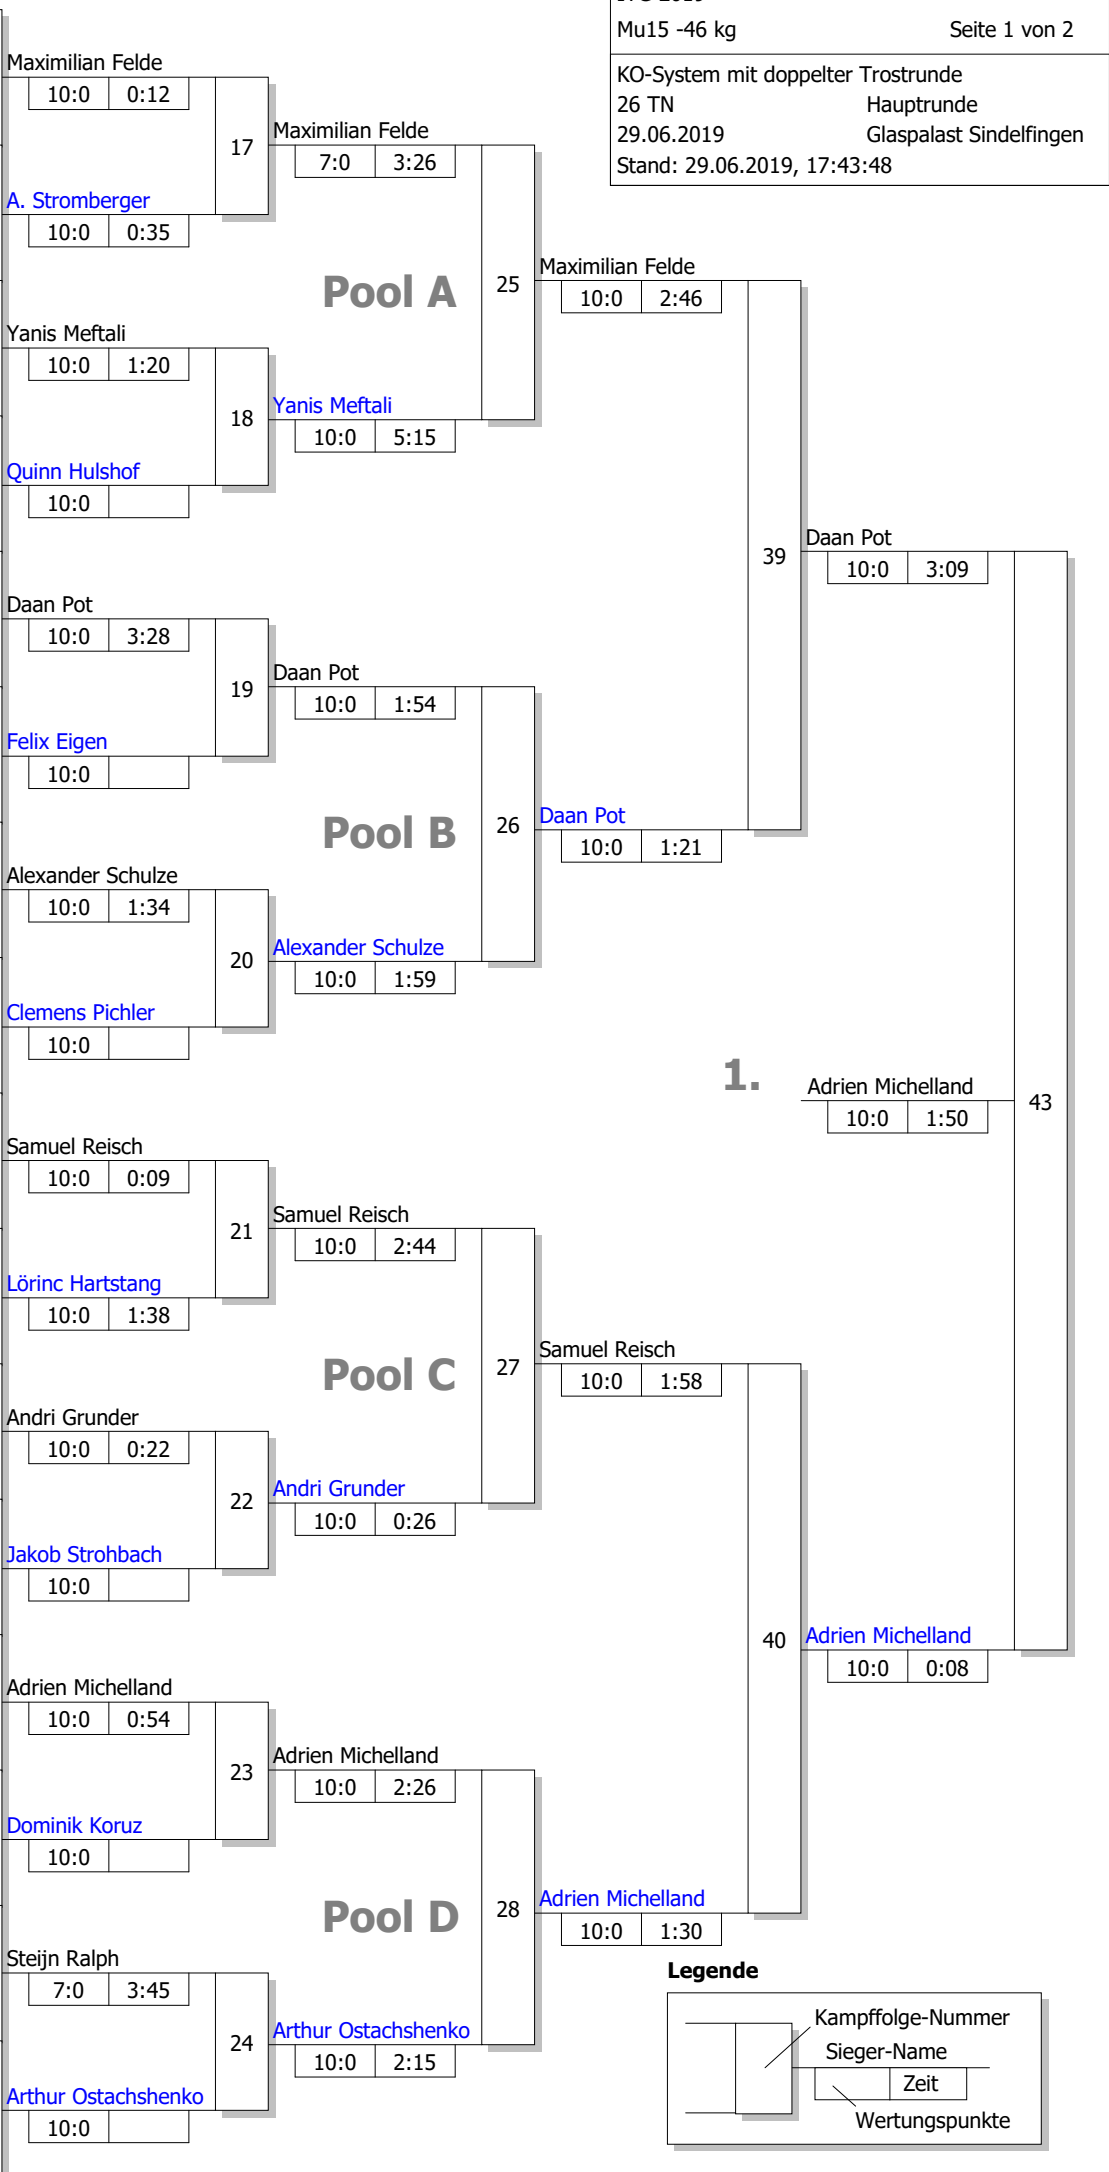 Mu15 -46 kg Seite 1 von 2
KO-System mit doppelter Trostrunde
26 TN Hauptrunde
29.06.2019 Glaspalast Sindelfingen
Stand: 29.06.2019, 17:43:48
Maximilian Felde
10:0 0:12
17
A. Stromberger
10:0 0:35
Maximilian Felde
7:0 3:26
Pool A
25
Yanis Meftali
10:0 1:20
18
Quinn Hulshof
10:0
Yanis Meftali
10:0 5:15
Maximilian Felde
10:0 2:46
39
Daan Pot
10:0 3:28
19
Felix Eigen
10:0
Daan Pot
10:0 1:54
Pool B
26
Alexander Schulze
10:0 1:34
20
Clemens Pichler
10:0
Alexander Schulze
10:0 1:59
Daan Pot
10:0 1:21
Daan Pot
10:0 3:09
1.
Adrien Michelland
10:0 1:50
43
Samuel Reisch
10:0 0:09
21
Lörinc Hartstang
10:0 1:38
Samuel Reisch
10:0 2:44
Pool C
27
Andri Grunder
10:0 0:22
22
Jakob Strohbach
10:0
Andri Grunder
10:0 0:26
Samuel Reisch
10:0 1:58
40
Adrien Michelland
10:0 0:08
Adrien Michelland
10:0 0:54
23
Dominik Koruz
10:0
Adrien Michelland
10:0 2:26
Pool D
28
Steijn Ralph
7:0 3:45
24
Arthur Ostachshenko
10:0
Arthur Ostachshenko
10:0 2:15
Adrien Michelland
10:0 1:30
Legende
Kampffolge-Nummer
Sieger-Name
Zeit
Wertungspunkte